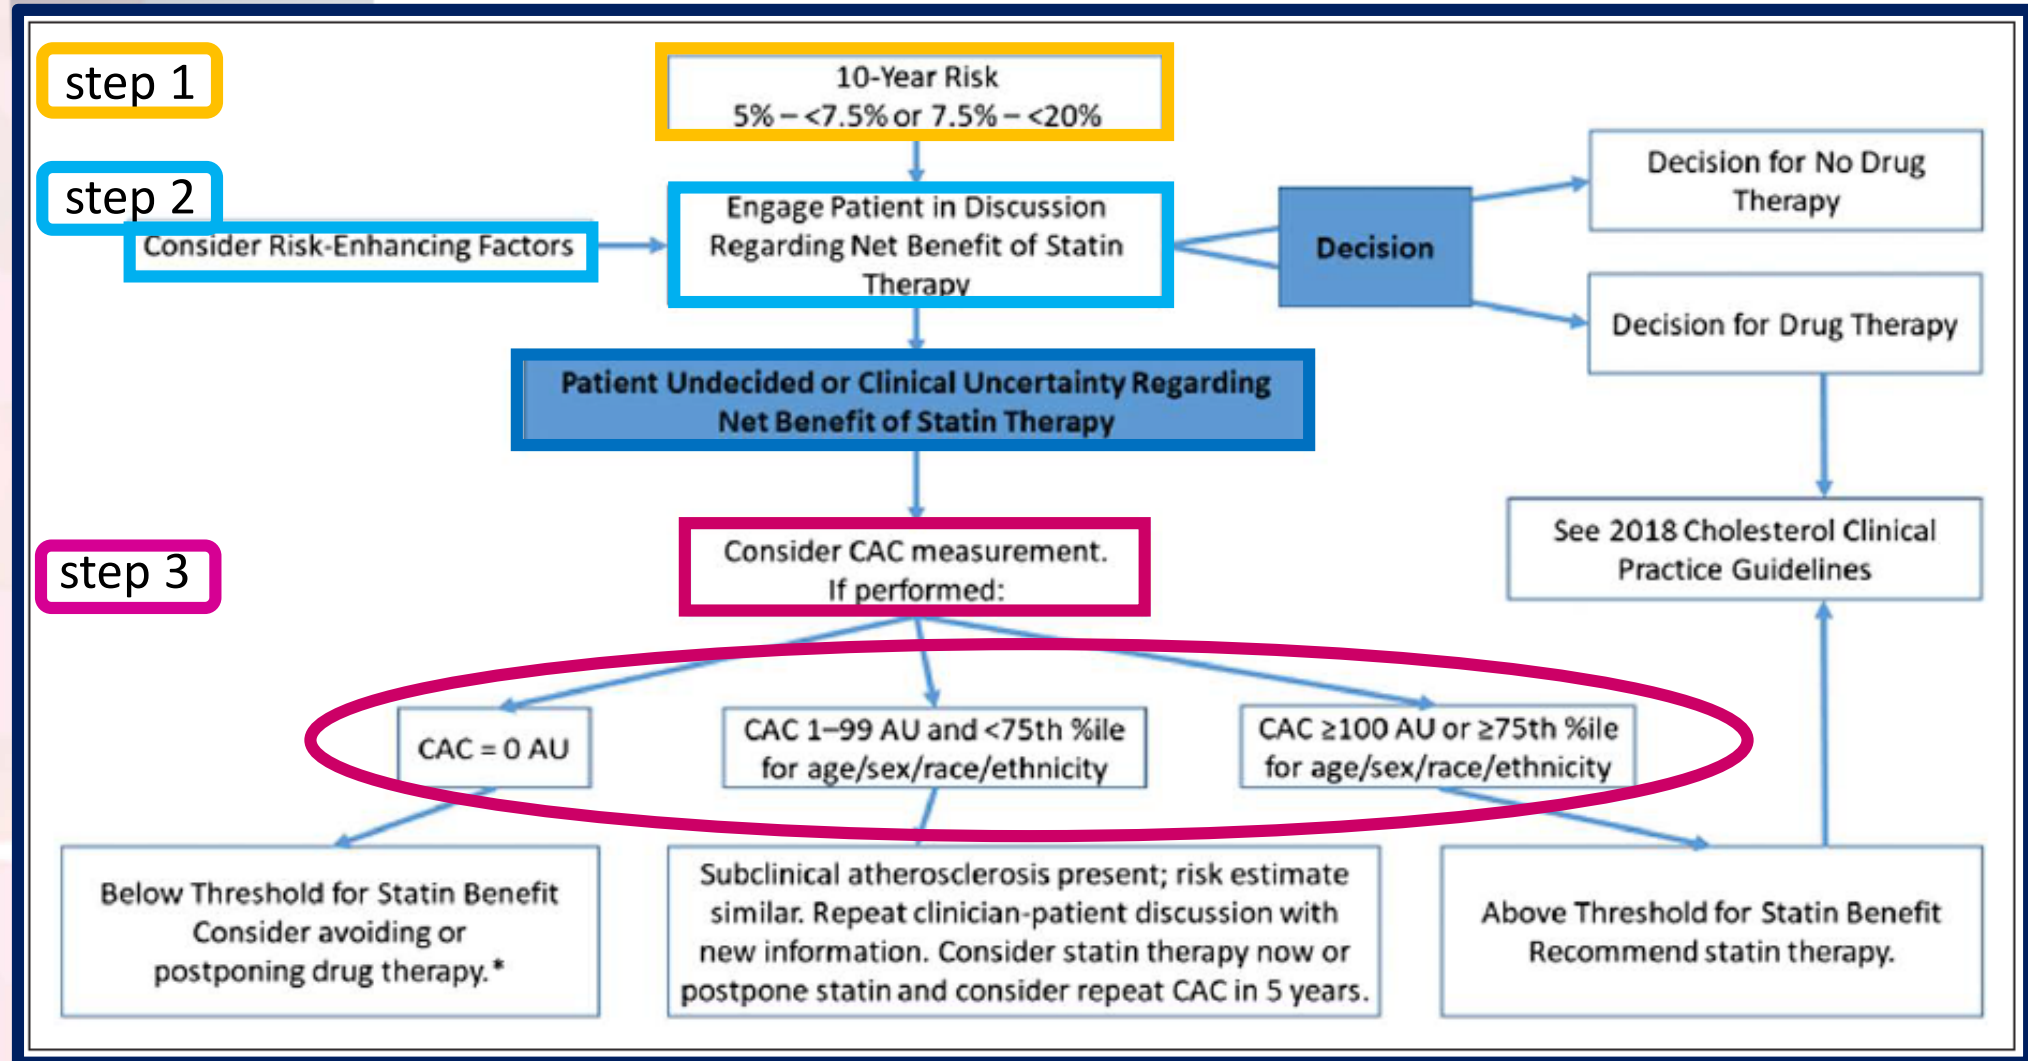 step 1
10-Year Risk
5% – <7.5% or 7.5% – <20%
step 2
Consider Risk-Enhancing Factors
Engage Patient in Discussion
Regarding Net Benefit of Statin
Therapy
Decision
Decision for No Drug
Therapy
Decision for Drug Therapy
Patient Undecided or Clinical Uncertainty Regarding
Net Benefit of Statin Therapy
step 3
Consider CAC measurement.
If performed:
See 2018 Cholesterol Clinical
Practice Guidelines
CAC = 0 AU
CAC 1–99 AU and <75th %ile
for age/sex/race/ethnicity
CAC ≥100 AU or ≥75th %ile
for age/sex/race/ethnicity
Below Threshold for Statin Benefit
Consider avoiding or
postponing drug therapy.*
Subclinical atherosclerosis present; risk estimate
similar. Repeat clinician-patient discussion with
new information. Consider statin therapy now or
postpone statin and consider repeat CAC in 5 years.
Above Threshold for Statin Benefit
Recommend statin therapy.